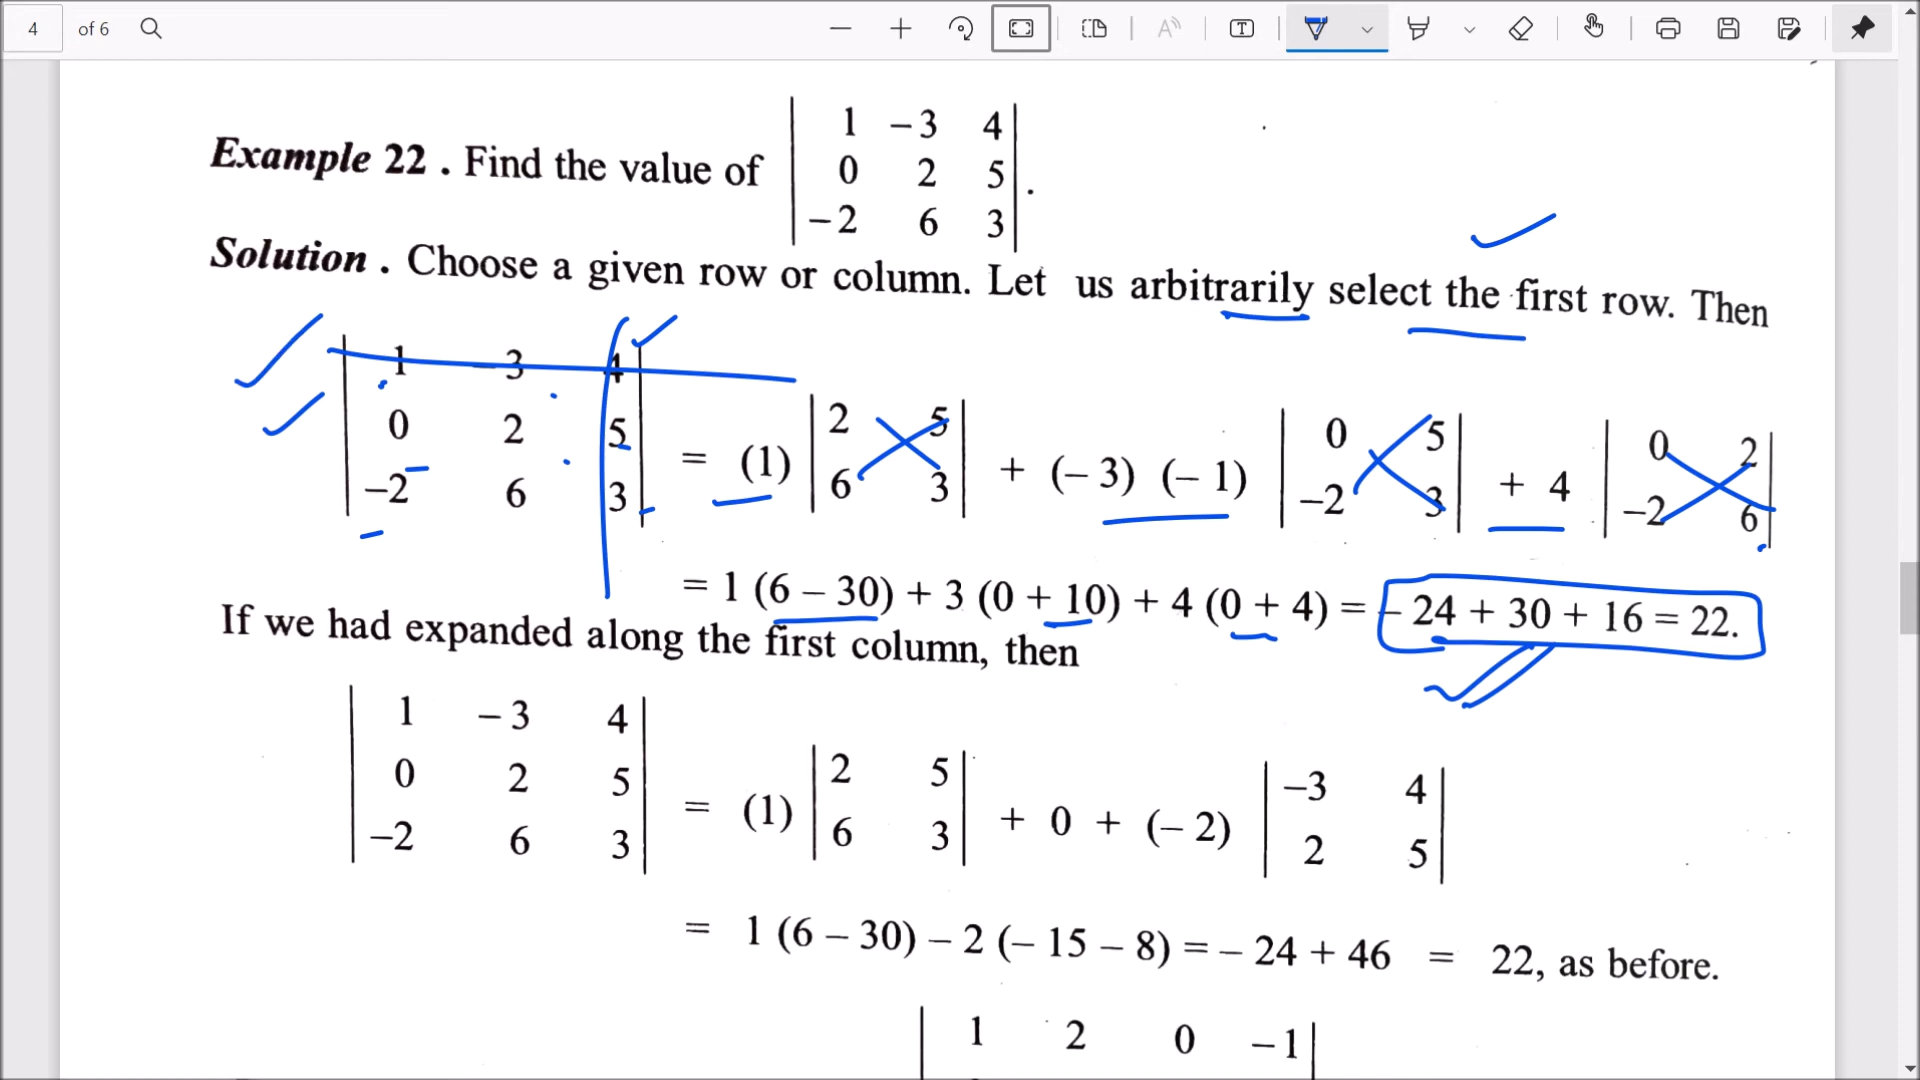 4 of 6
Example 22 . Find the value of | 1 −3 4 |
| 0 2 5 | .
| −2 6 3 |
Solution . Choose a given row or column. Let us arbitrarily select the first row. Then
| 1 −3 4 |
| 0 2 5 | = (1) | 2 5 | + (−3) (−1) | 0 5 | + 4 | 0 2 |
| −2 6 3 | | 6 3 | | −2 3 | | −2 6 |
= 1 (6 − 30) + 3 (0 + 10) + 4 (0 + 4) = − 24 + 30 + 16 = 22.
If we had expanded along the first column, then
| 1 −3 4 |
| 0 2 5 | = (1) | 2 5 | + 0 + (−2) | −3 4 |
| −2 6 3 | | 6 3 | | 2 5 |
= 1 (6 − 30) − 2 (− 15 − 8) = − 24 + 46 = 22, as before.
| 1 2 0 −1 |